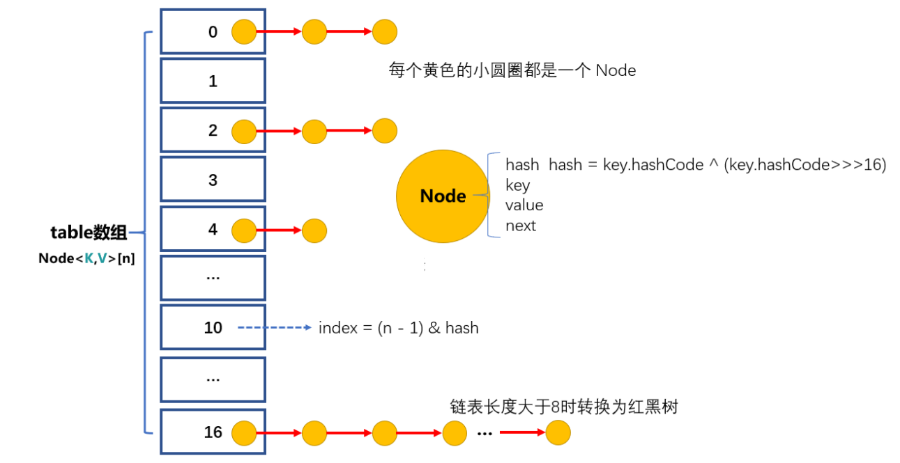 0
每个黄色的小圆圈都是一个 Node
1
2
3
hash  hash = key.hashCode ^ (key.hashCode>>>16)
key
value
next
Node
table数组
Node<K,V>[n]
4
...
10
index = (n - 1) & hash
...
链表长度大于8时转换为红黑树
16
...